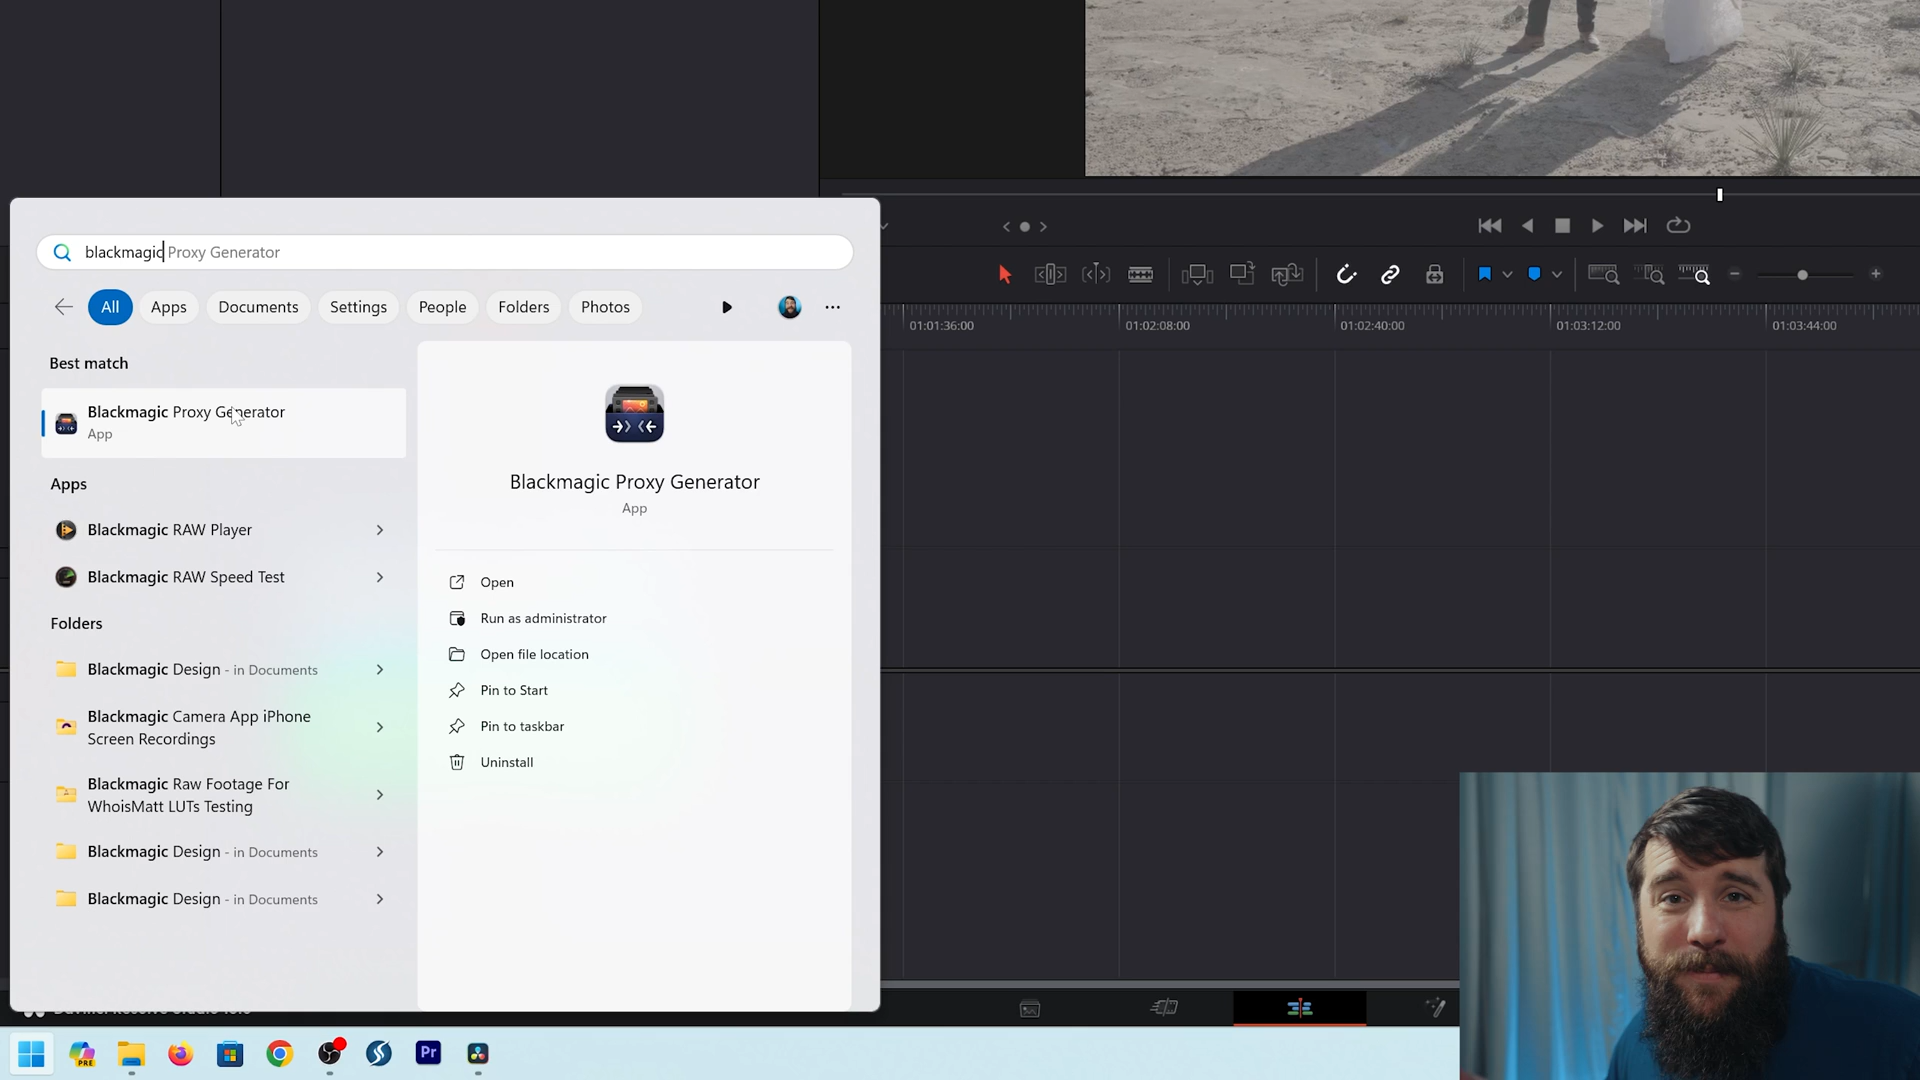 blackmagic Proxy Generator
All
Apps
Documents
Settings
People
Folders
Photos
Best match
Blackmagic Proxy Generator
App
Apps
Blackmagic RAW Player
Blackmagic RAW Speed Test
Folders
Blackmagic Design - in Documents
Blackmagic Camera App iPhone
Screen Recordings
Blackmagic Raw Footage For
WhoisMatt LUTs Testing
Blackmagic Design - in Documents
Blackmagic Design - in Documents
Blackmagic Proxy Generator
App
Open
Run as administrator
Open file location
Pin to Start
Pin to taskbar
Uninstall
01:01:36:00
01:02:08:00
01:02:40:00
01:03:12:00
01:03:44:00
PRE
Pr